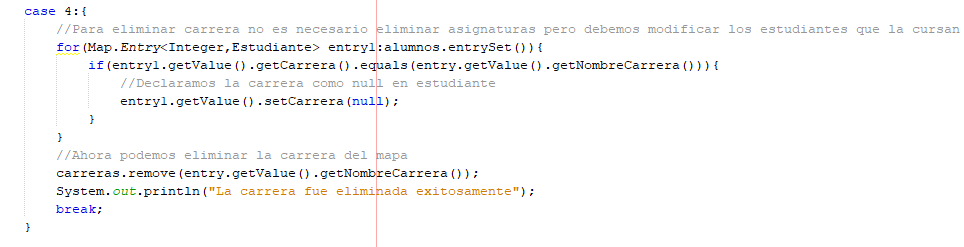 case 4:{
//Para eliminar carrera no es necesario eliminar asignaturas pero debemos modificar los estudiantes que la cursan
for(Map.Entry<Integer,Estudiante> entry1:alumnos.entrySet()){
if(entry1.getValue().getCarrera().equals(entry.getValue().getNombreCarrera())){
//Declaramos la carrera como null en estudiante
entry1.getValue().setCarrera(null);
}
}
//Ahora podemos eliminar la carrera del mapa
carreras.remove(entry.getValue().getNombreCarrera());
System.out.println("La carrera fue eliminada exitosamente");
break;
}